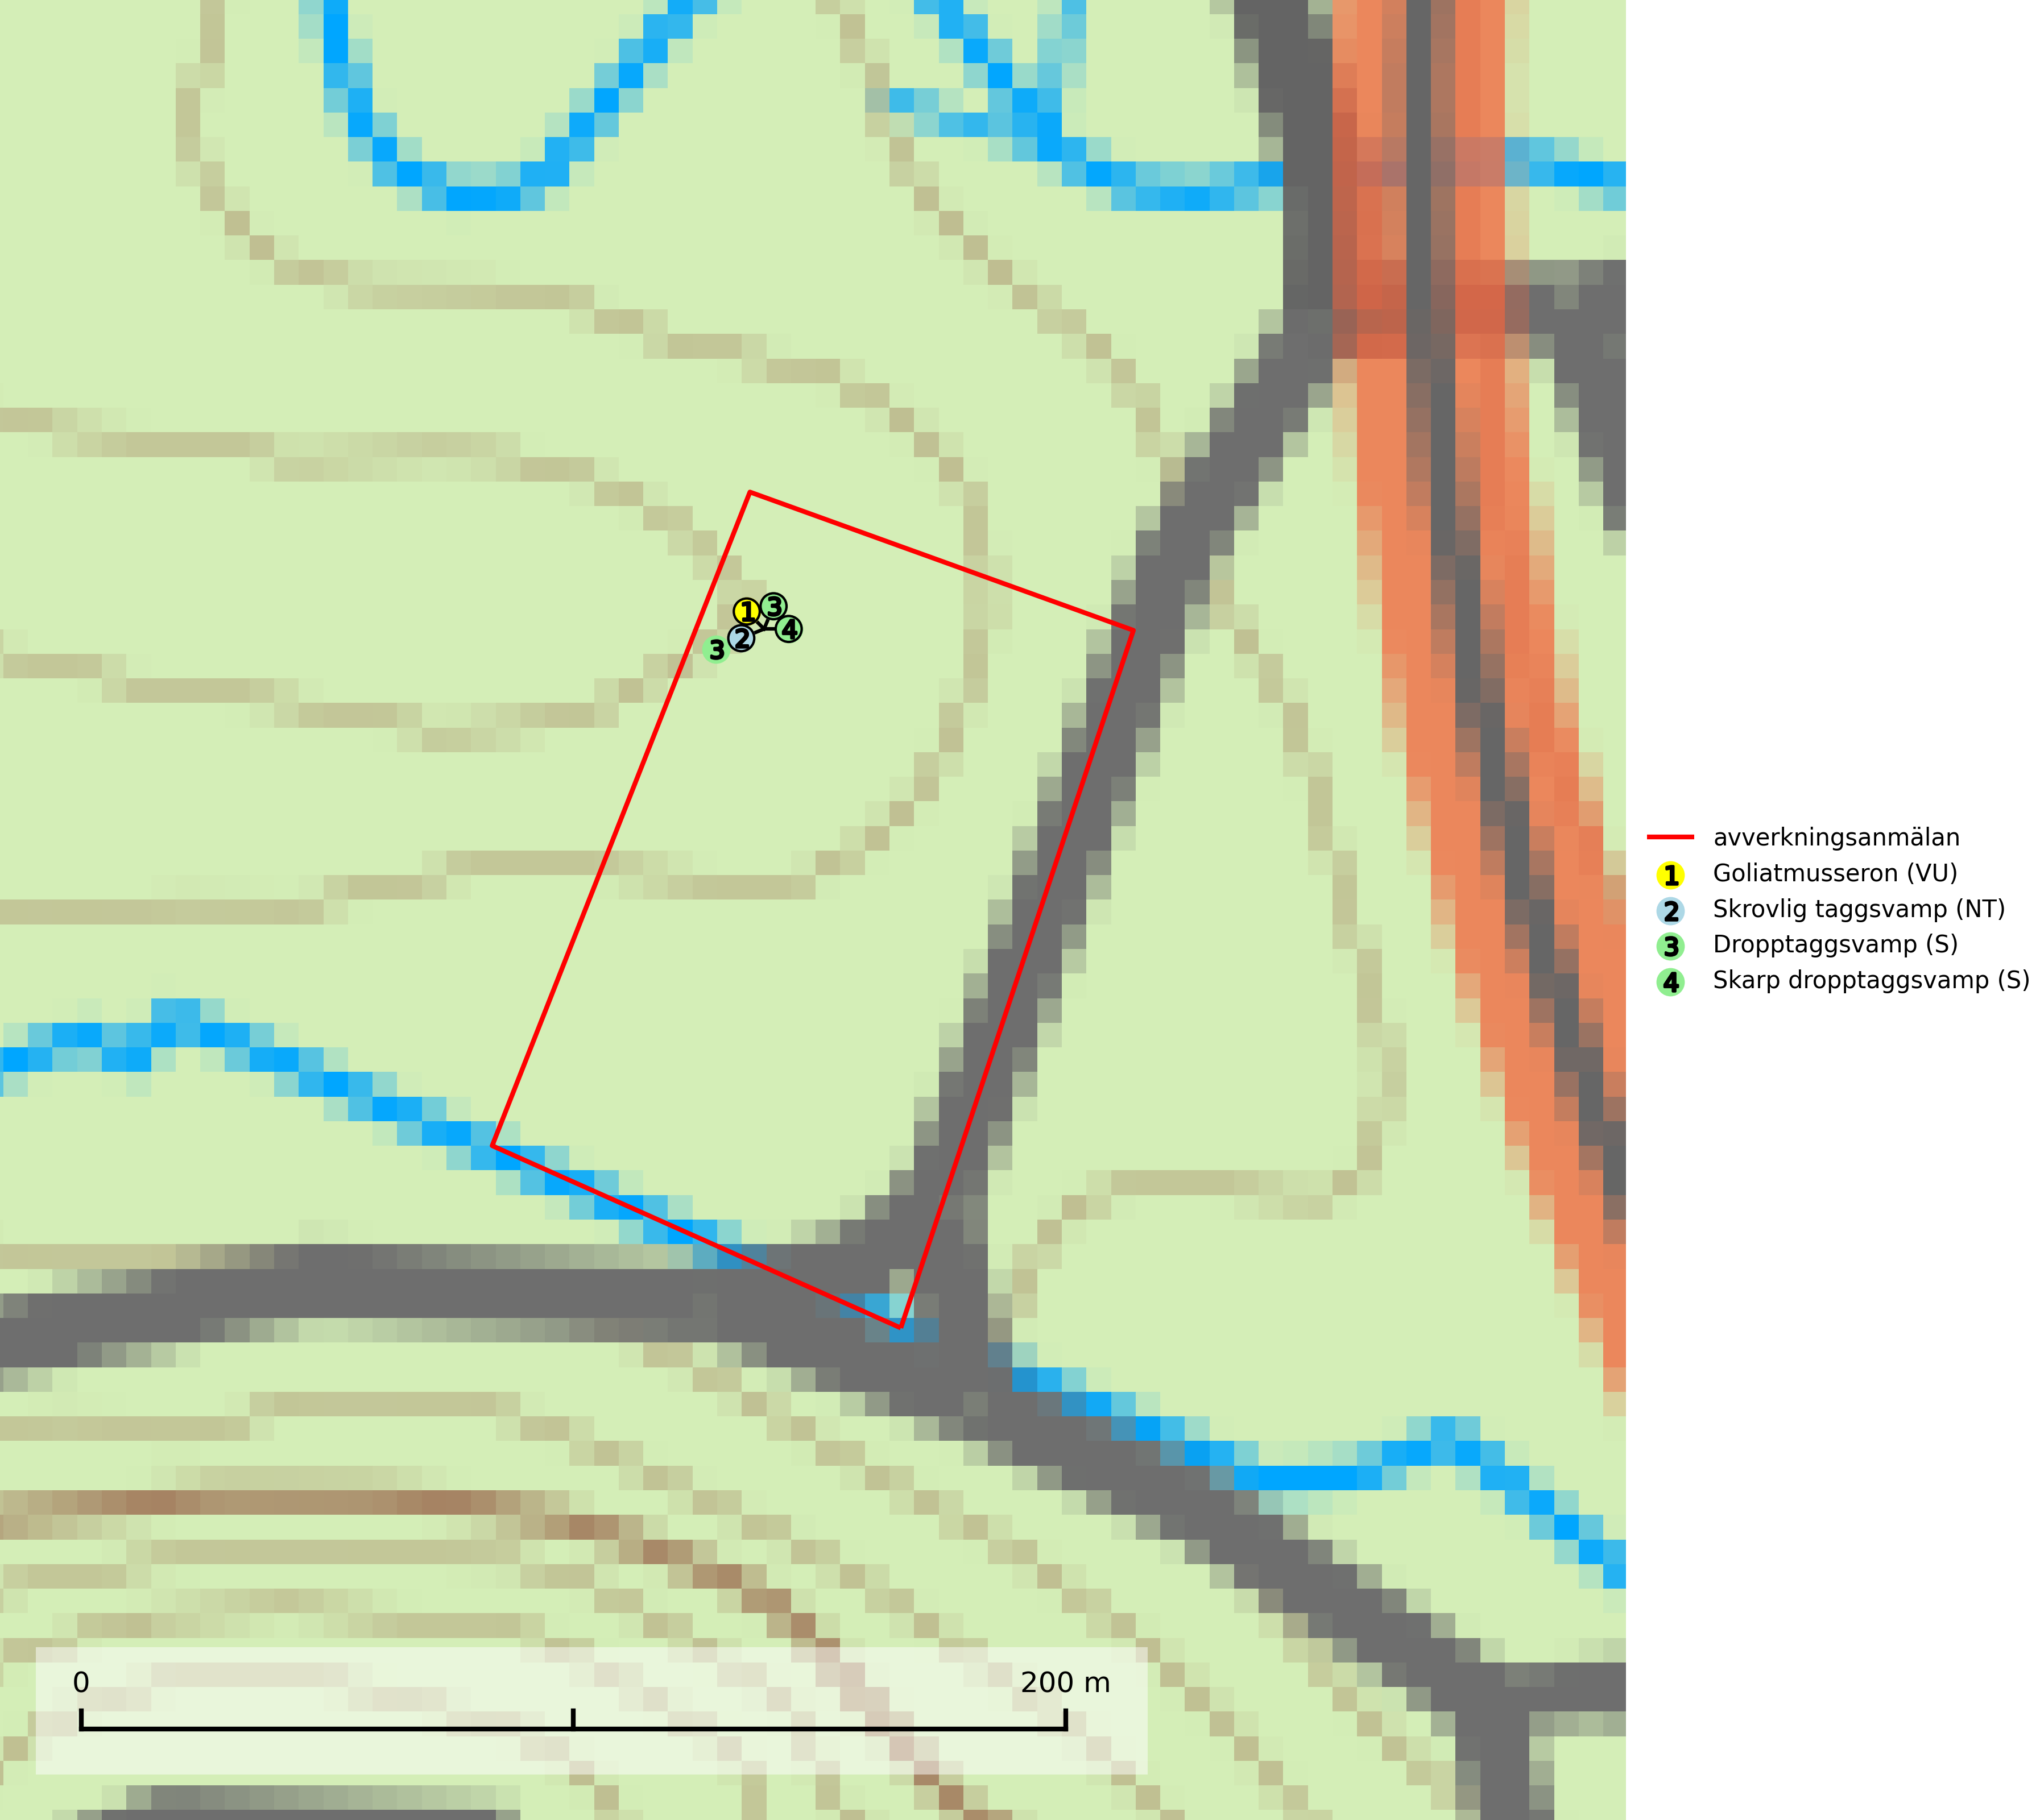 1 3
2 4
3
avverkningsanmälan
1 Goliatmusseron (VU)
2 Skrovlig taggsvamp (NT)
3 Dropptaggsvamp (S)
4 Skarp dropptaggsvamp (S)
0 200 m